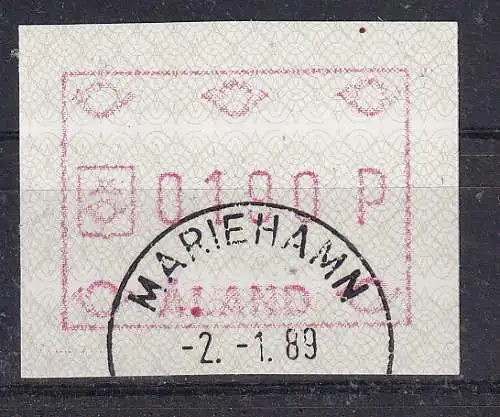 0190 P
MARIEHAMN
ÅLAND
-2. -1. 89